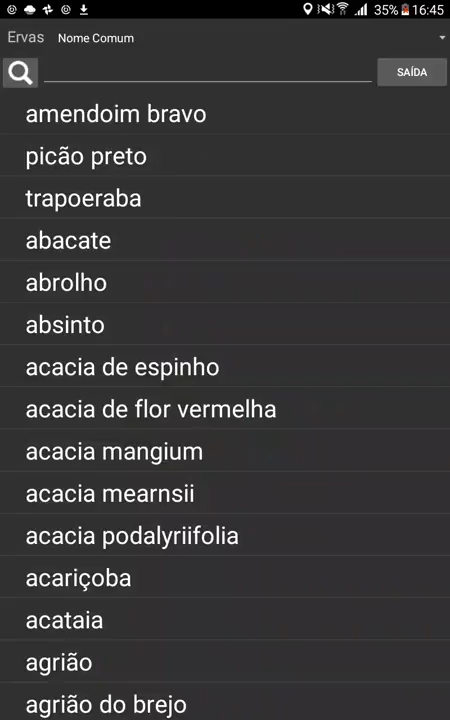 35% 16:45
Ervas Nome Comum
SAÍDA
amendoim bravo
picão preto
trapoeraba
abacate
abrolho
absinto
acacia de espinho
acacia de flor vermelha
acacia mangium
acacia mearnsii
acacia podalyriifolia
acariçoba
acataia
agrião
agrião do brejo